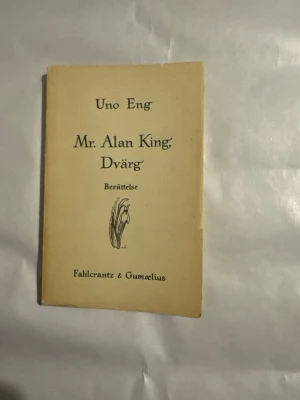 Uno Eng
Mr. Alan King,
Dvärg
Berättelse
Fahlcrantz & Gumælius